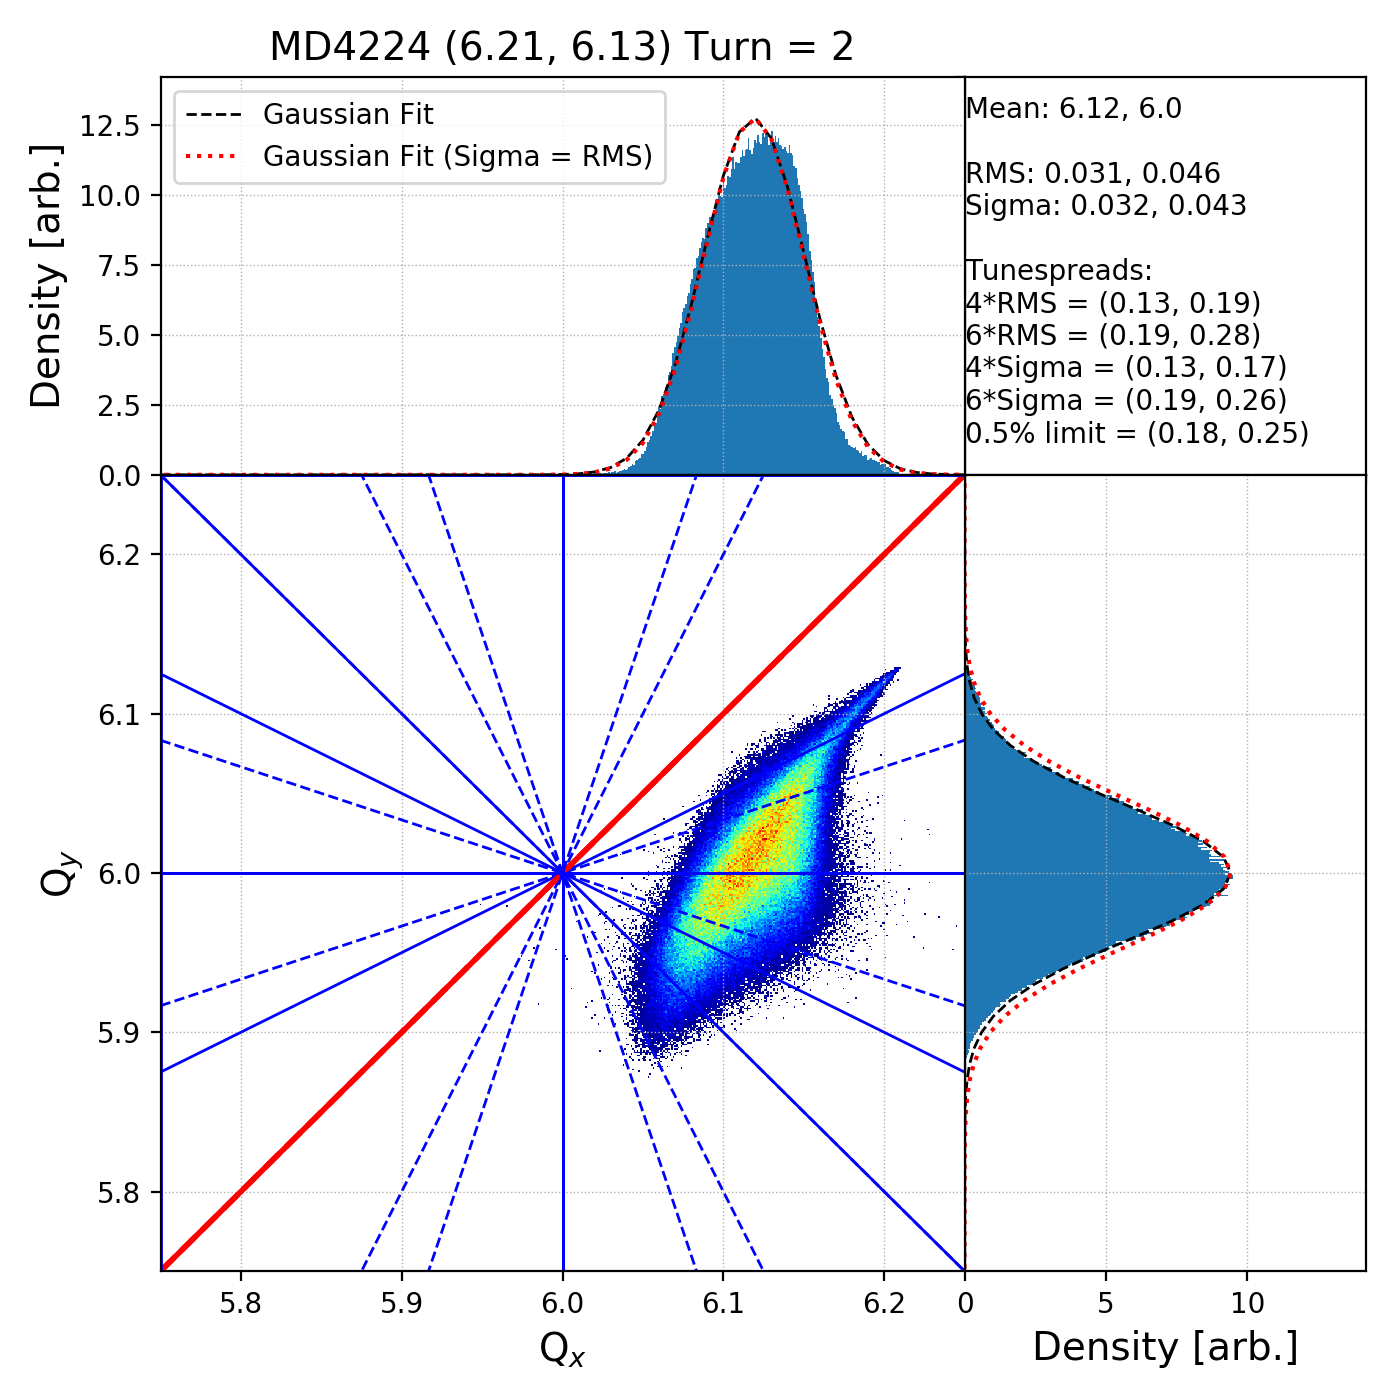 MD4224 (6.21, 6.13) Turn = 2
Gaussian Fit
Gaussian Fit (Sigma = RMS)
Density [arb.]
12.5
10.0
7.5
5.0
2.5
0.0
Mean: 6.12, 6.0
RMS: 0.031, 0.046
Sigma: 0.032, 0.043
Tunespreads:
4*RMS = (0.13, 0.19)
6*RMS = (0.19, 0.28)
4*Sigma = (0.13, 0.17)
6*Sigma = (0.19, 0.26)
0.5% limit = (0.18, 0.25)
Qy
6.2
6.1
6.0
5.9
5.8
5.8 5.9 6.0 6.1 6.2
Qx
0 5 10
Density [arb.]